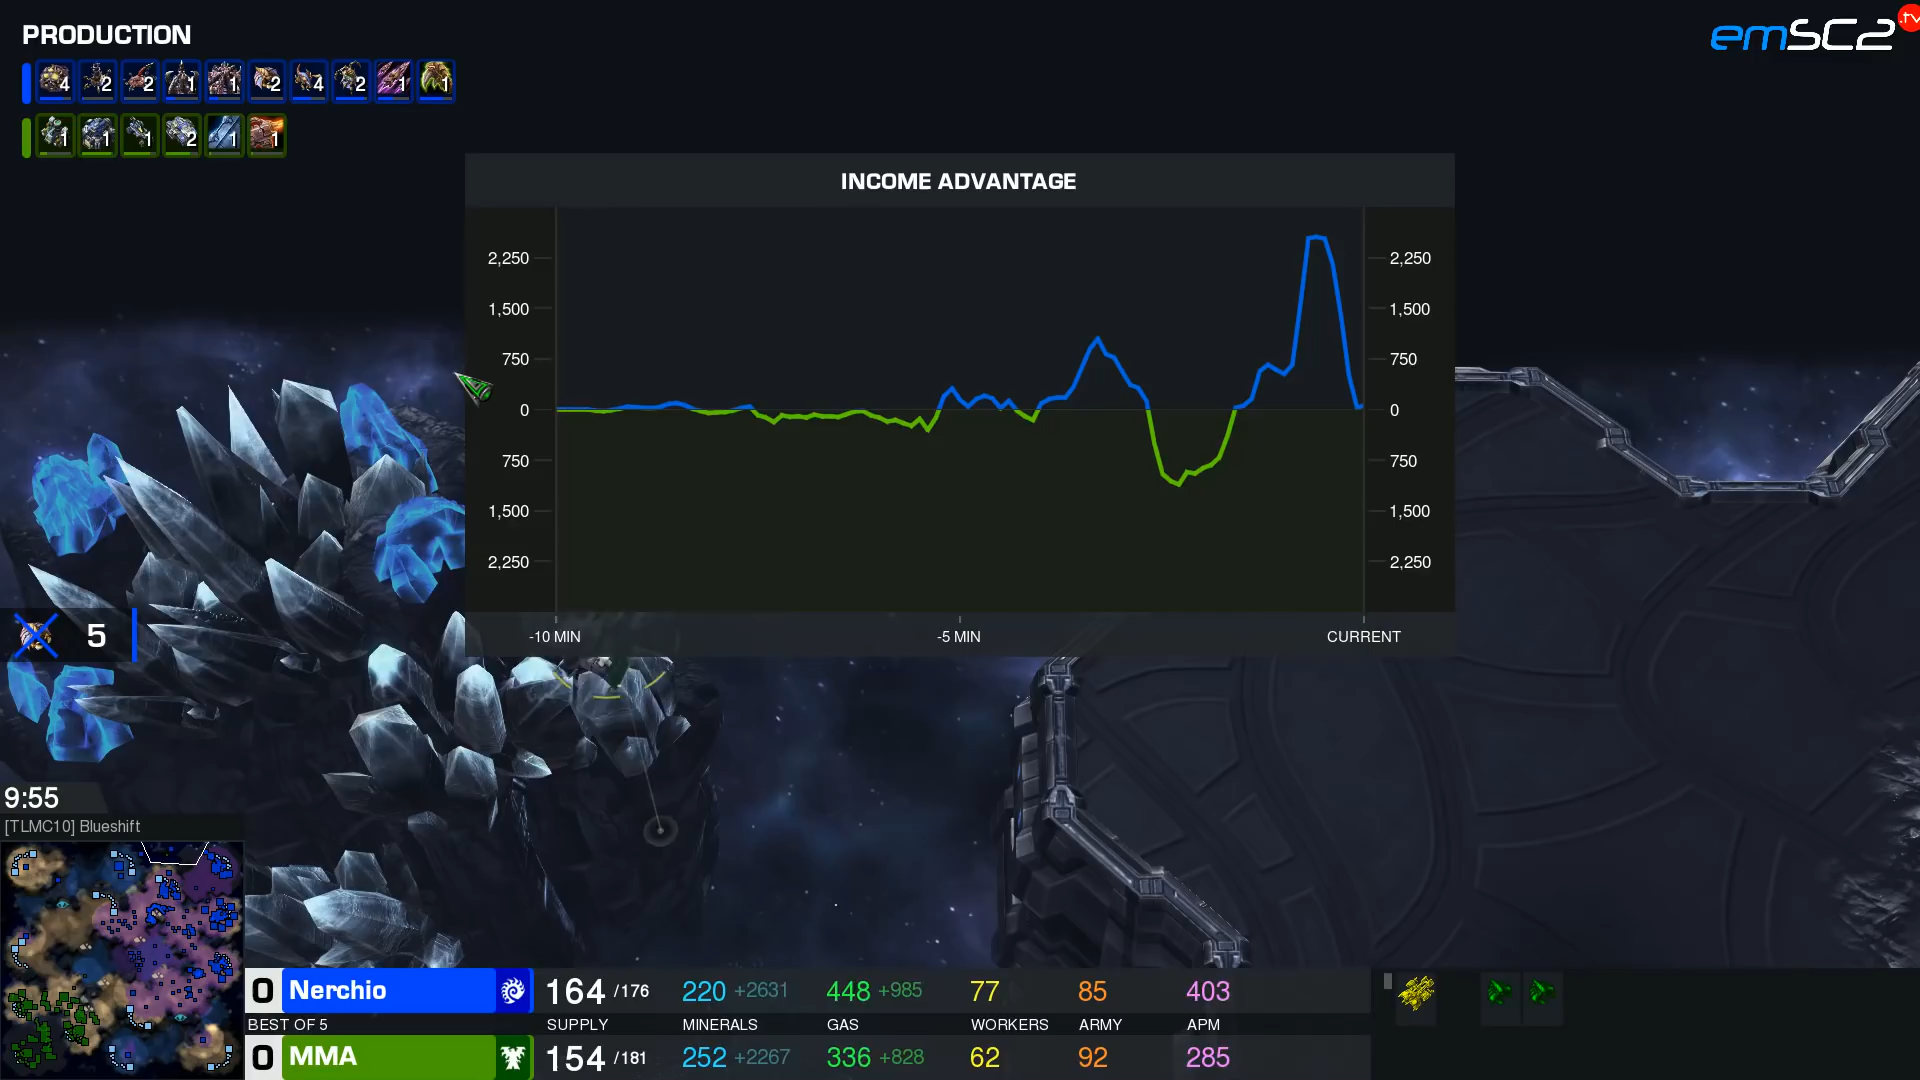 PRODUCTION
emSC2.tv
4 2 2 1 1 2 4 2 1 1
1 1 1 2 1 1
INCOME ADVANTAGE
2,250 2,250
1,500 1,500
750 750
0 0
750 750
1,500 1,500
2,250 2,250
-10 MIN -5 MIN CURRENT
5
9:55
[TLMC10] Blueshift
0 Nerchio 164 /176 220 +2631 448 +985 77 85 403
BEST OF 5 SUPPLY MINERALS GAS WORKERS ARMY APM
0 MMA 154 /181 252 +2267 336 +828 62 92 285